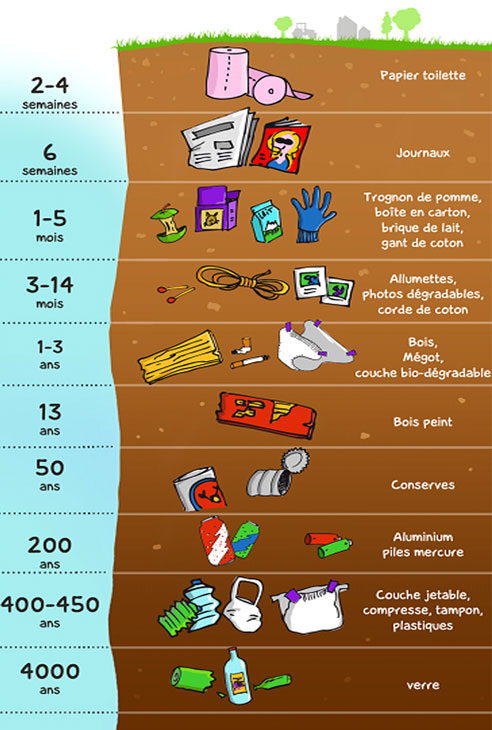 2-4
semaines
Papier toilette
6
semaines
Journaux
1-5
mois
LAIT
Trognon de pomme,
boîte en carton,
brique de lait,
gant de coton
3-14
mois
Allumettes,
photos dégradables,
corde de coton
1-3
ans
Bois,
Mégot,
couche bio-dégradable
13
ans
Bois peint
50
ans
Conserves
200
ans
Aluminium
piles mercure
400-450
ans
Couche jetable,
compresse, tampon,
plastiques
4000
ans
verre